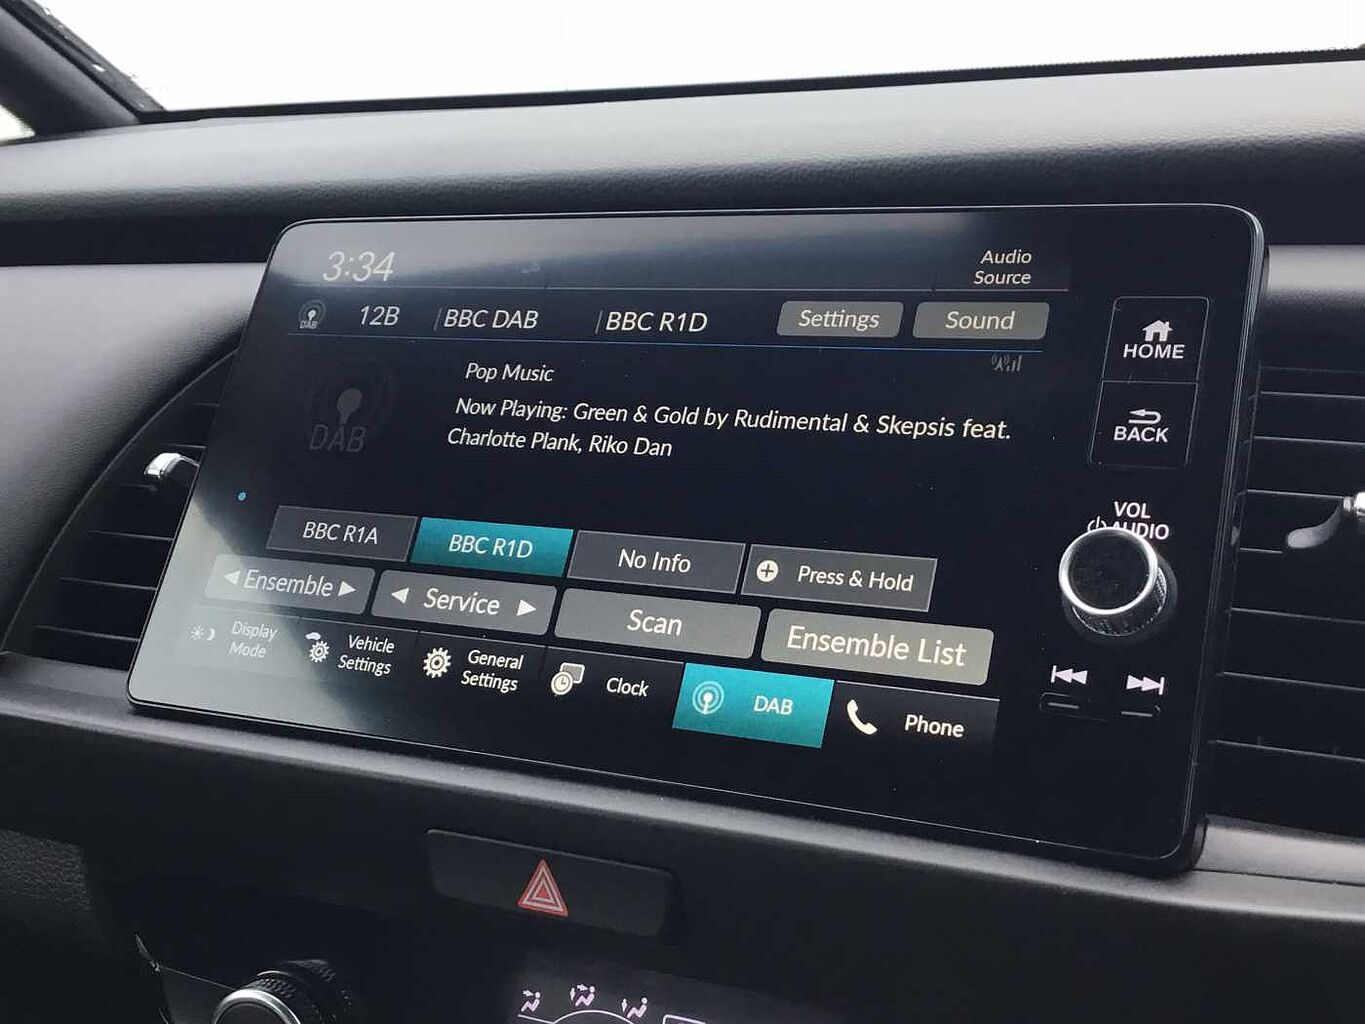 3:34
Audio
Source
DAB
12B
BBC DAB
BBC R1D
Settings
Sound
HOME
BACK
Pop Music
Now Playing: Green & Gold by Rudimental & Skepsis feat.
Charlotte Plank, Riko Dan
DAB
VOL
AUDIO
BBC R1A
BBC R1D
No Info
Press & Hold
Ensemble
Service
Scan
Ensemble List
Display
Mode
Vehicle
Settings
General
Settings
Clock
DAB
Phone